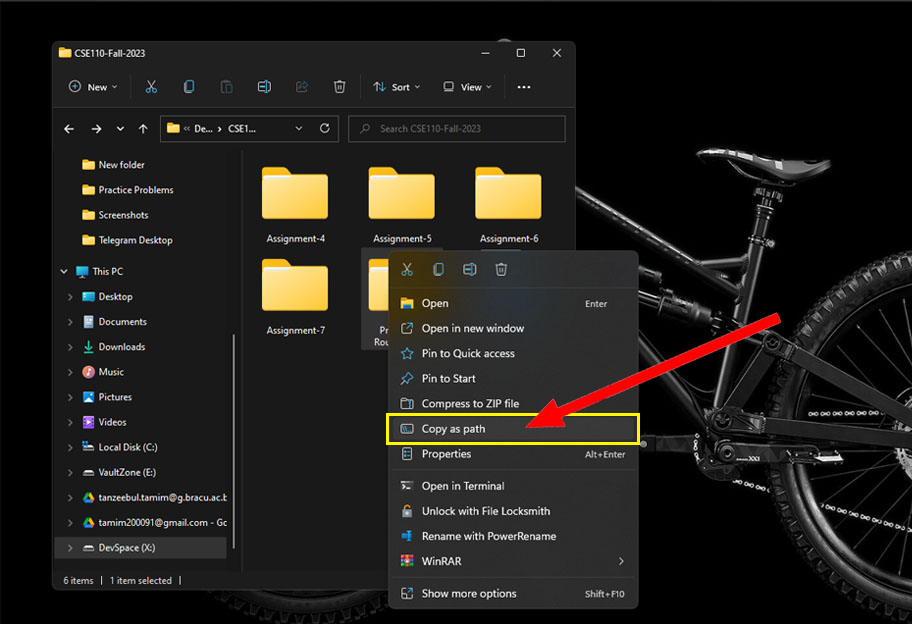 CSE110-Fall-2023
New
Sort
View
« De... › CSE1...
Search CSE110-Fall-2023
New folder
Practice Problems
Screenshots
Telegram Desktop
This PC
Desktop
Documents
Downloads
Music
Pictures
Videos
Local Disk (C:)
VaultZone (E:)
tanzeebul.tamim@g.bracu.ac.b
tamim200091@gmail.com - Gc
DevSpace (X:)
Assignment-4
Assignment-5
Assignment-6
Assignment-7
Pr
Rou
Open Enter
Open in new window
Pin to Quick access
Pin to Start
Compress to ZIP file
Copy as path
Properties Alt+Enter
Open in Terminal
Unlock with File Locksmith
Rename with PowerRename
WinRAR
Show more options Shift+F10
6 items | 1 item selected |